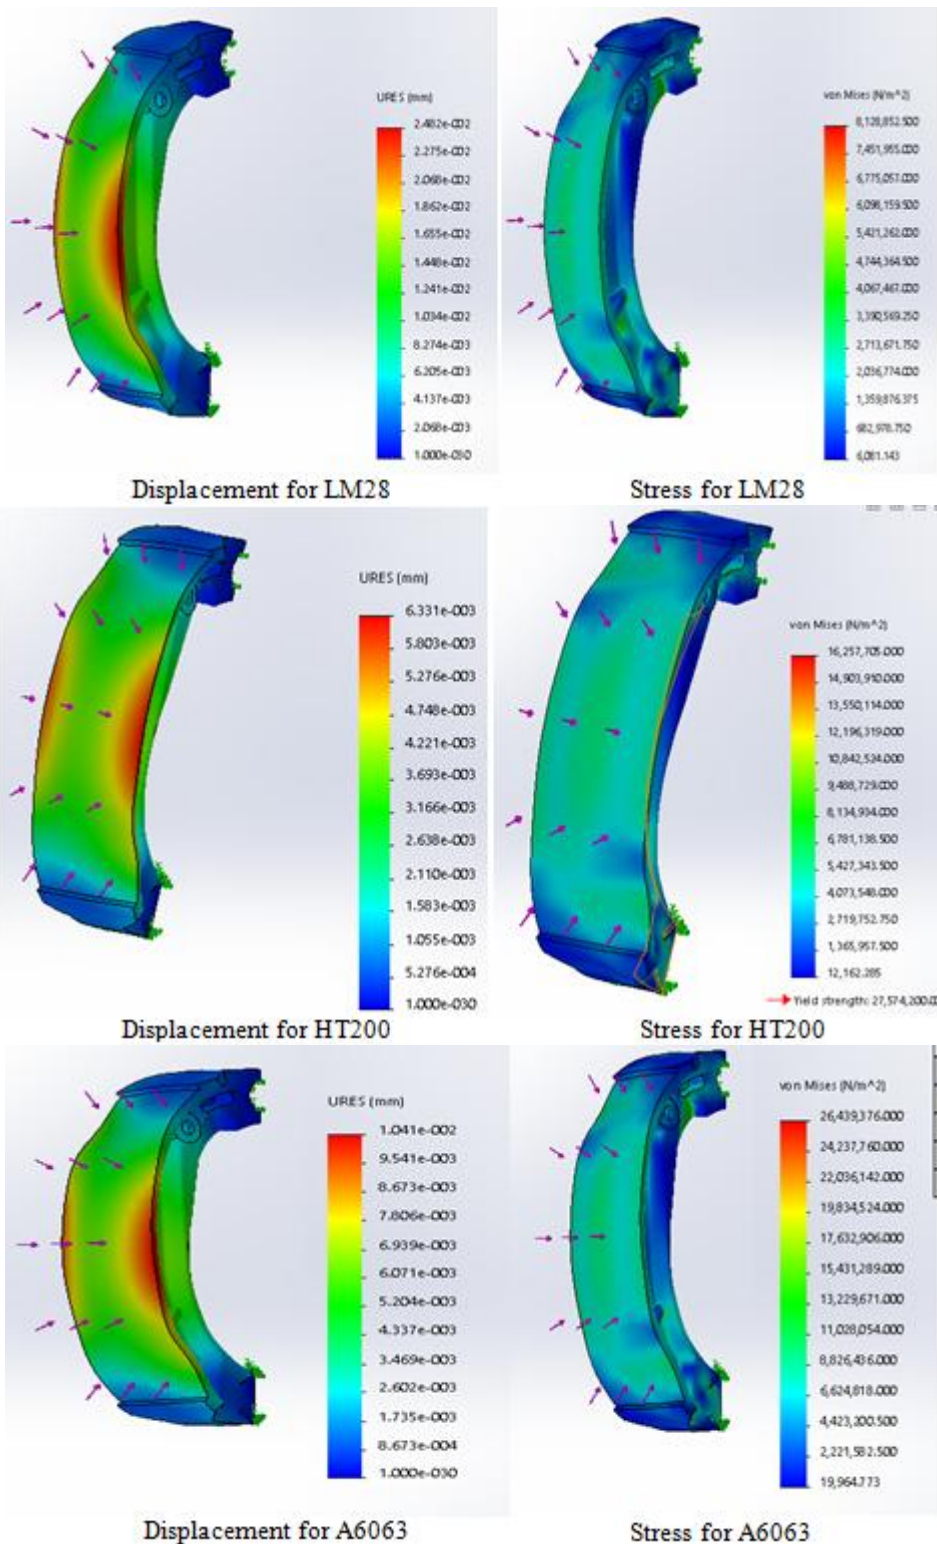 URES (mm)
2.482e-002
2.275e-002
2.068e-002
1.862e-002
1.655e-002
1.448e-002
1.241e-002
1.034e-002
8.274e-003
6.205e-003
4.137e-003
2.068e-003
1.000e-030
Displacement for LM28
von Mises (N/m^2)
8,128,852.500
7,451,955.000
6,775,057.000
6,098,159.500
5,421,262.000
4,744,364.500
4,067,467.000
3,390,569.250
2,713,671.750
2,036,774.000
1,359,876.375
682,978.750
6,081.143
Stress for LM28
URES (mm)
6.331e-003
5.803e-003
5.276e-003
4.748e-003
4.221e-003
3.693e-003
3.166e-003
2.638e-003
2.110e-003
1.583e-003
1.055e-003
5.276e-004
1.000e-030
Displacement for HT200
von Mises (N/m^2)
16,257,705.000
14,903,910.000
13,550,114.000
12,196,319.000
10,842,524.000
9,488,729.000
8,134,934.000
6,781,138.500
5,427,343.500
4,073,548.000
2,719,752.750
1,365,957.500
12,162.285
Yield strength: 27,574,200.0
Stress for HT200
URES (mm)
1.041e-002
9.541e-003
8.673e-003
7.806e-003
6.939e-003
6.071e-003
5.204e-003
4.337e-003
3.469e-003
2.602e-003
1.735e-003
8.673e-004
1.000e-030
Displacement for A6063
von Mises (N/m^2)
26,439,376.000
24,237,760.000
22,036,142.000
19,834,524.000
17,632,906.000
15,431,289.000
13,229,671.000
11,028,054.000
8,826,436.000
6,624,818.000
4,423,200.500
2,221,582.500
19,964.773
Stress for A6063